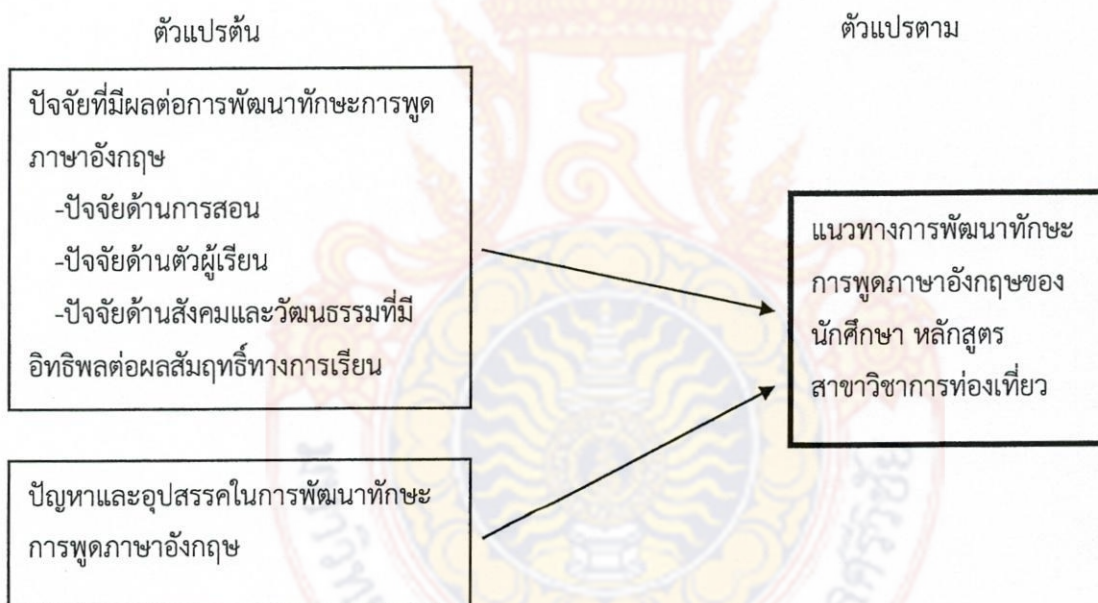 ตัวแปรต้น
ตัวแปรตาม
ปัจจัยที่มีผลต่อการพัฒนาทักษะการพูด
ภาษาอังกฤษ
-ปัจจัยด้านการสอน
-ปัจจัยด้านตัวผู้เรียน
-ปัจจัยด้านสังคมและวัฒนธรรมที่มี
อิทธิพลต่อผลสัมฤทธิ์ทางการเรียน
ปัญหาและอุปสรรคในการพัฒนาทักษะ
การพูดภาษาอังกฤษ
แนวทางการพัฒนาทักษะ
การพูดภาษาอังกฤษของ
นักศึกษา หลักสูตร
สาขาวิชาการท่องเที่ยว